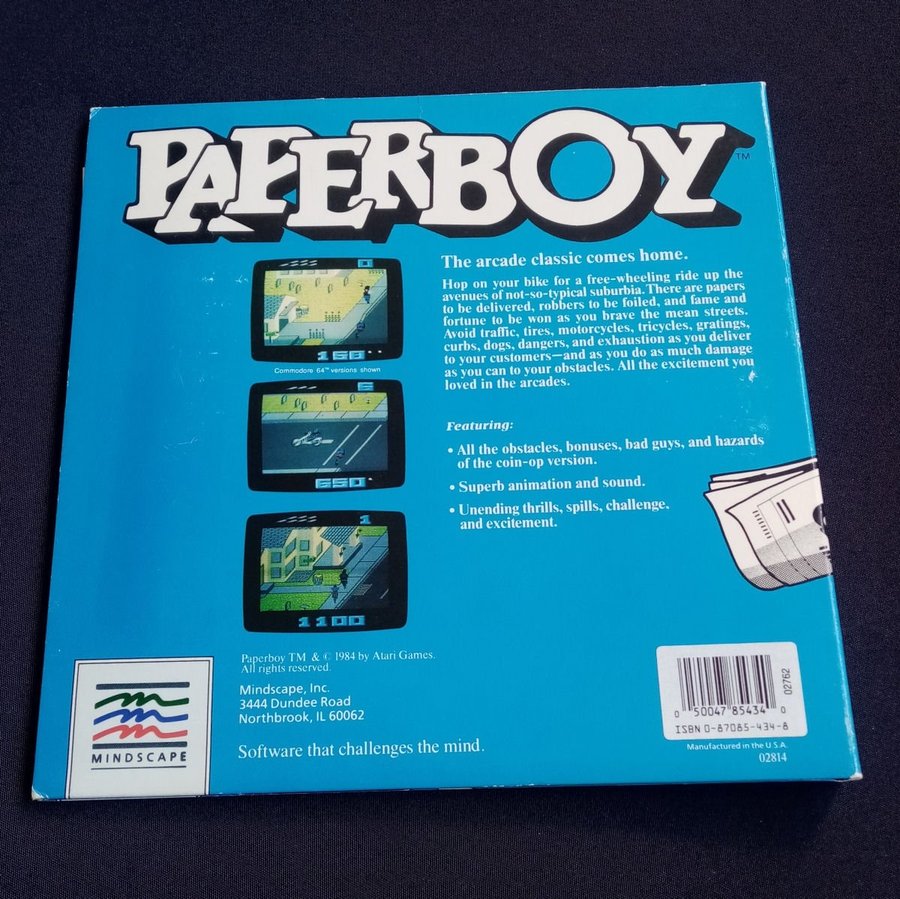 PAPERBOY™
0
168
Commodore 64™ versions shown
6
650
1
1100
The arcade classic comes home.
Hop on your bike for a free-wheeling ride up the
avenues of not-so-typical suburbia. There are papers
to be delivered, robbers to be foiled, and fame and
fortune to be won as you brave the mean streets.
Avoid traffic, tires, motorcycles, tricycles, gratings,
curbs, dogs, dangers, and exhaustion as you deliver
to your customers—and as you do as much damage
as you can to your obstacles. All the excitement you
loved in the arcades.
Featuring:
• All the obstacles, bonuses, bad guys, and hazards
of the coin-op version.
• Superb animation and sound.
• Unending thrills, spills, challenge,
and excitement.
Paperboy TM & © 1984 by Atari Games.
All rights reserved.
Mindscape, Inc.
3444 Dundee Road
Northbrook, IL 60062
Software that challenges the mind.
MINDSCAPE
02762
0 50047 85434 0
ISBN 0-87085-434-8
Manufactured in the U.S.A.
02814